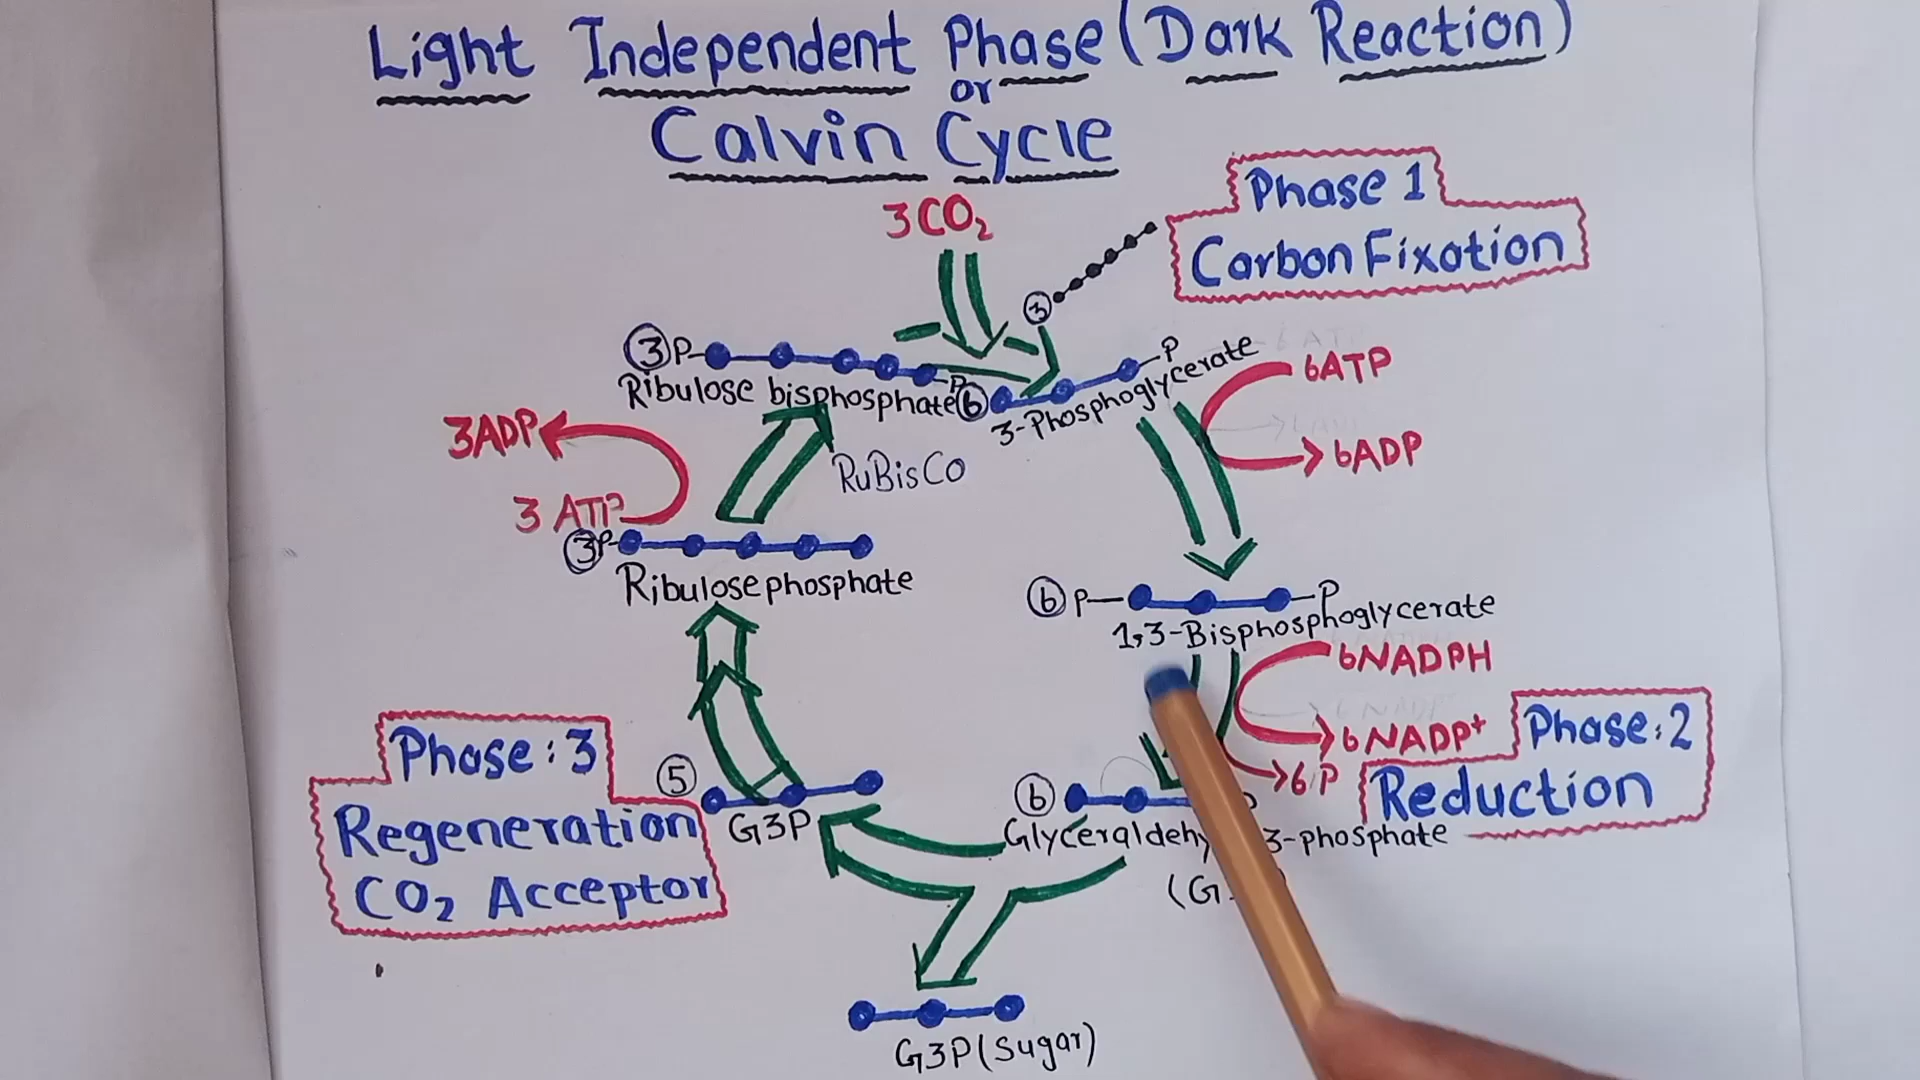 Light Independent Phase (Dark Reaction)
or
Calvin Cycle
3CO₂
Phase 1
Carbon Fixation
3
3 P
P
Ribulose bisphosphate
6
P
3-Phosphoglycerate
6ATP
6ADP
3ADP
3 ATP
RuBisCo
3 P
Ribulosephosphate
6 P
P
1,3-Bisphosphoglycerate
6NADPH
6NADP⁺
6 P
Phase:2
Reduction
Phase:3
Regeneration
CO₂ Acceptor
5
G3P
6
3-phosphate
G3P (Sugar)